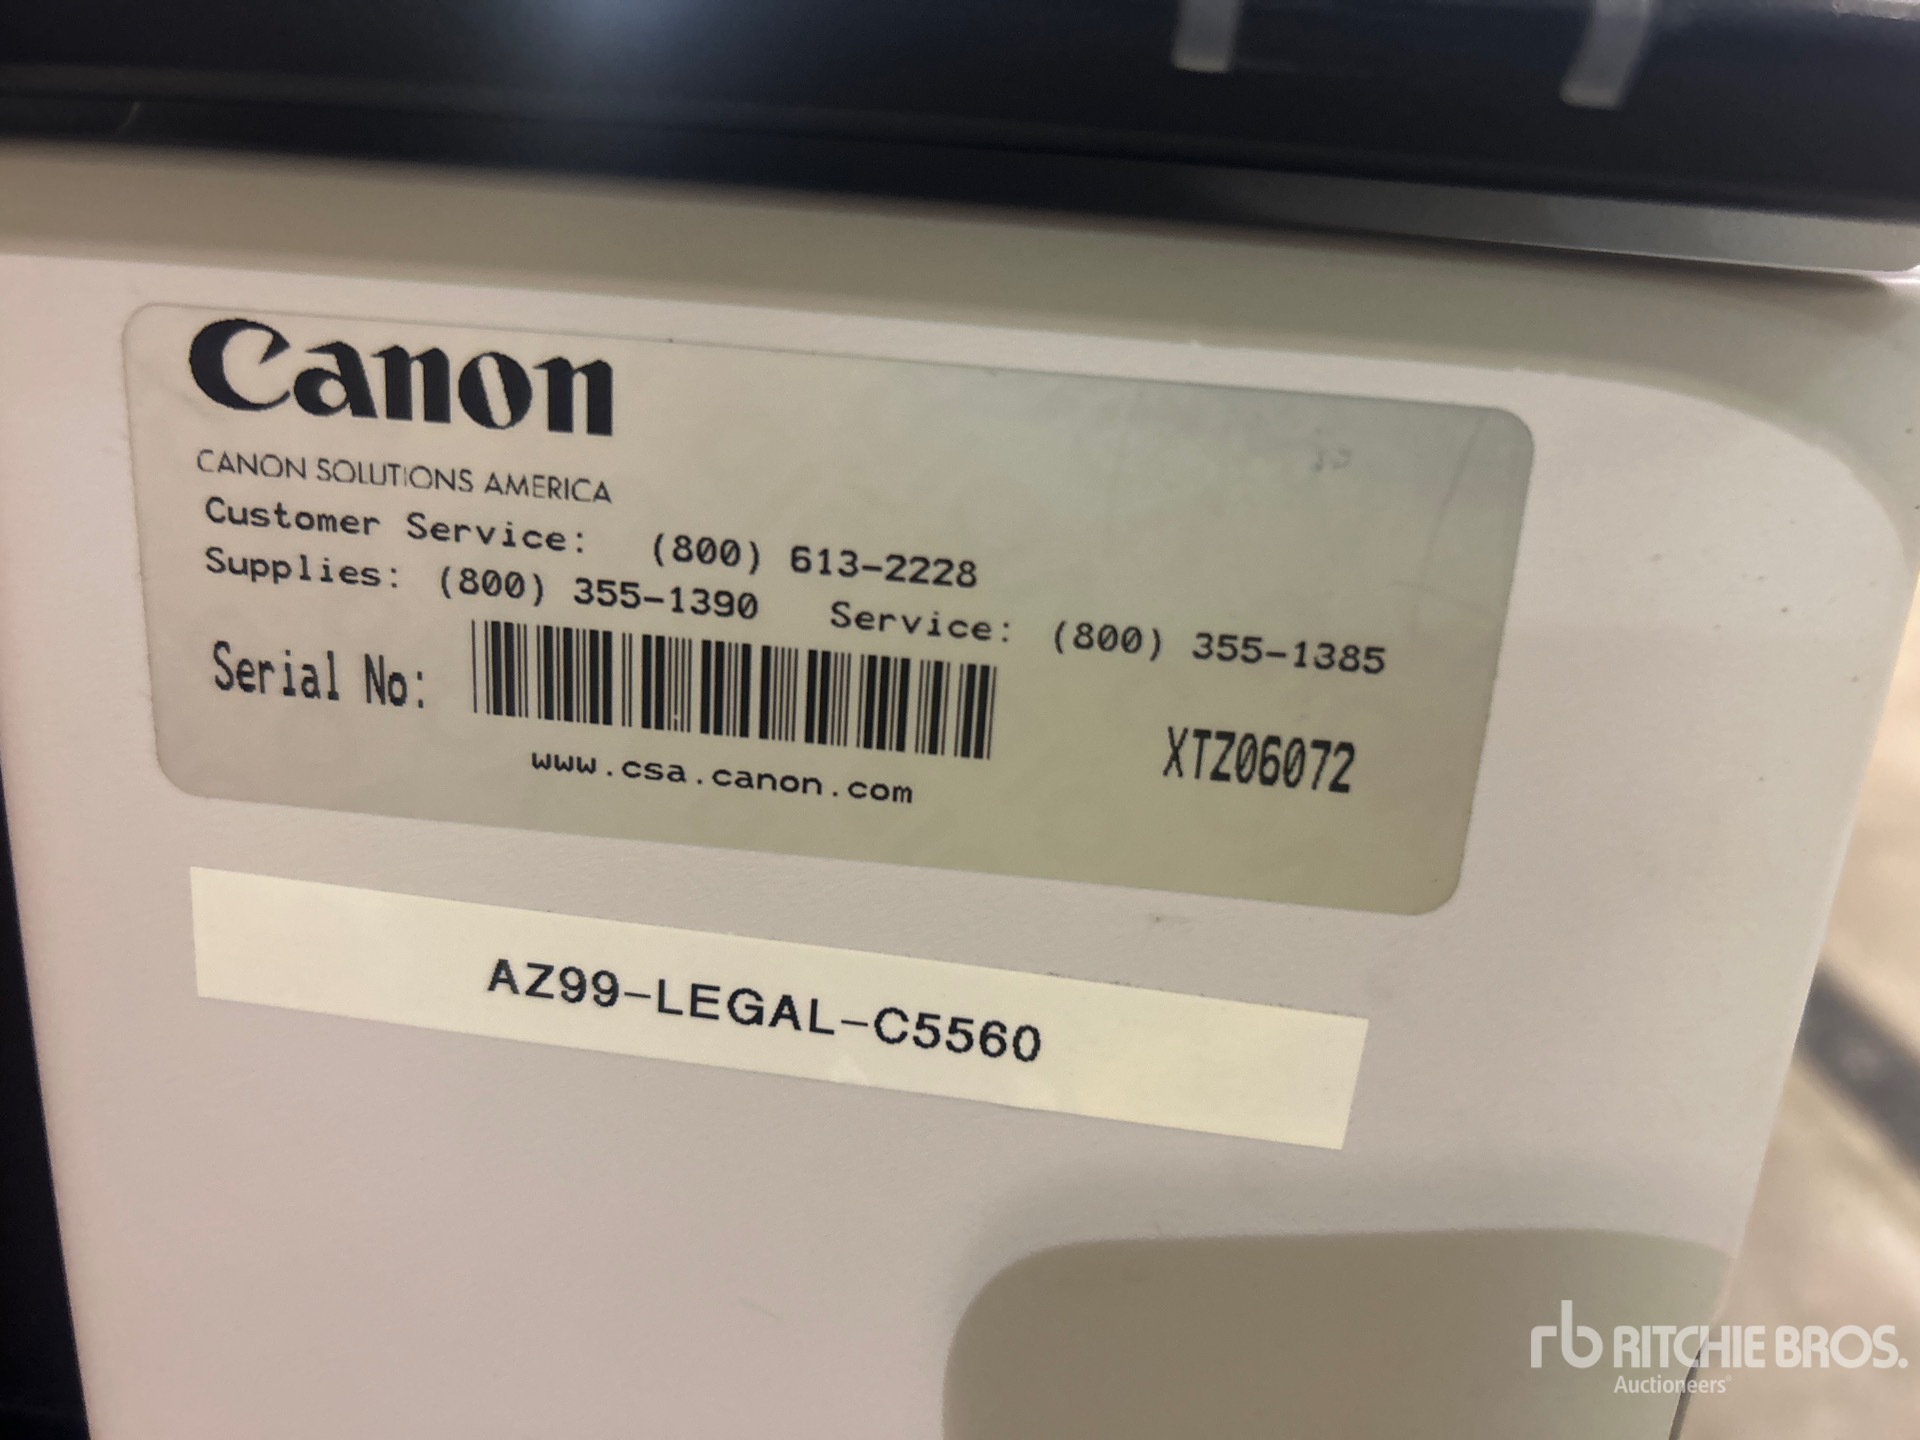 Canon
CANON SOLUTIONS AMERICA
Customer Service: (800) 613-2228
Supplies: (800) 355-1390 Service: (800) 355-1385
Serial No: XTZ06072
www.csa.canon.com
AZ99-LEGAL-C5560
rb RITCHIE BROS.
Auctioneers